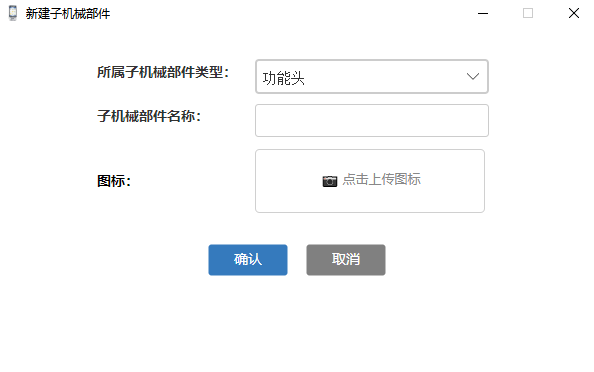 新建子机械部件
所属子机械部件类型：
功能头
子机械部件名称：
图标：
点击上传图标
确认
取消